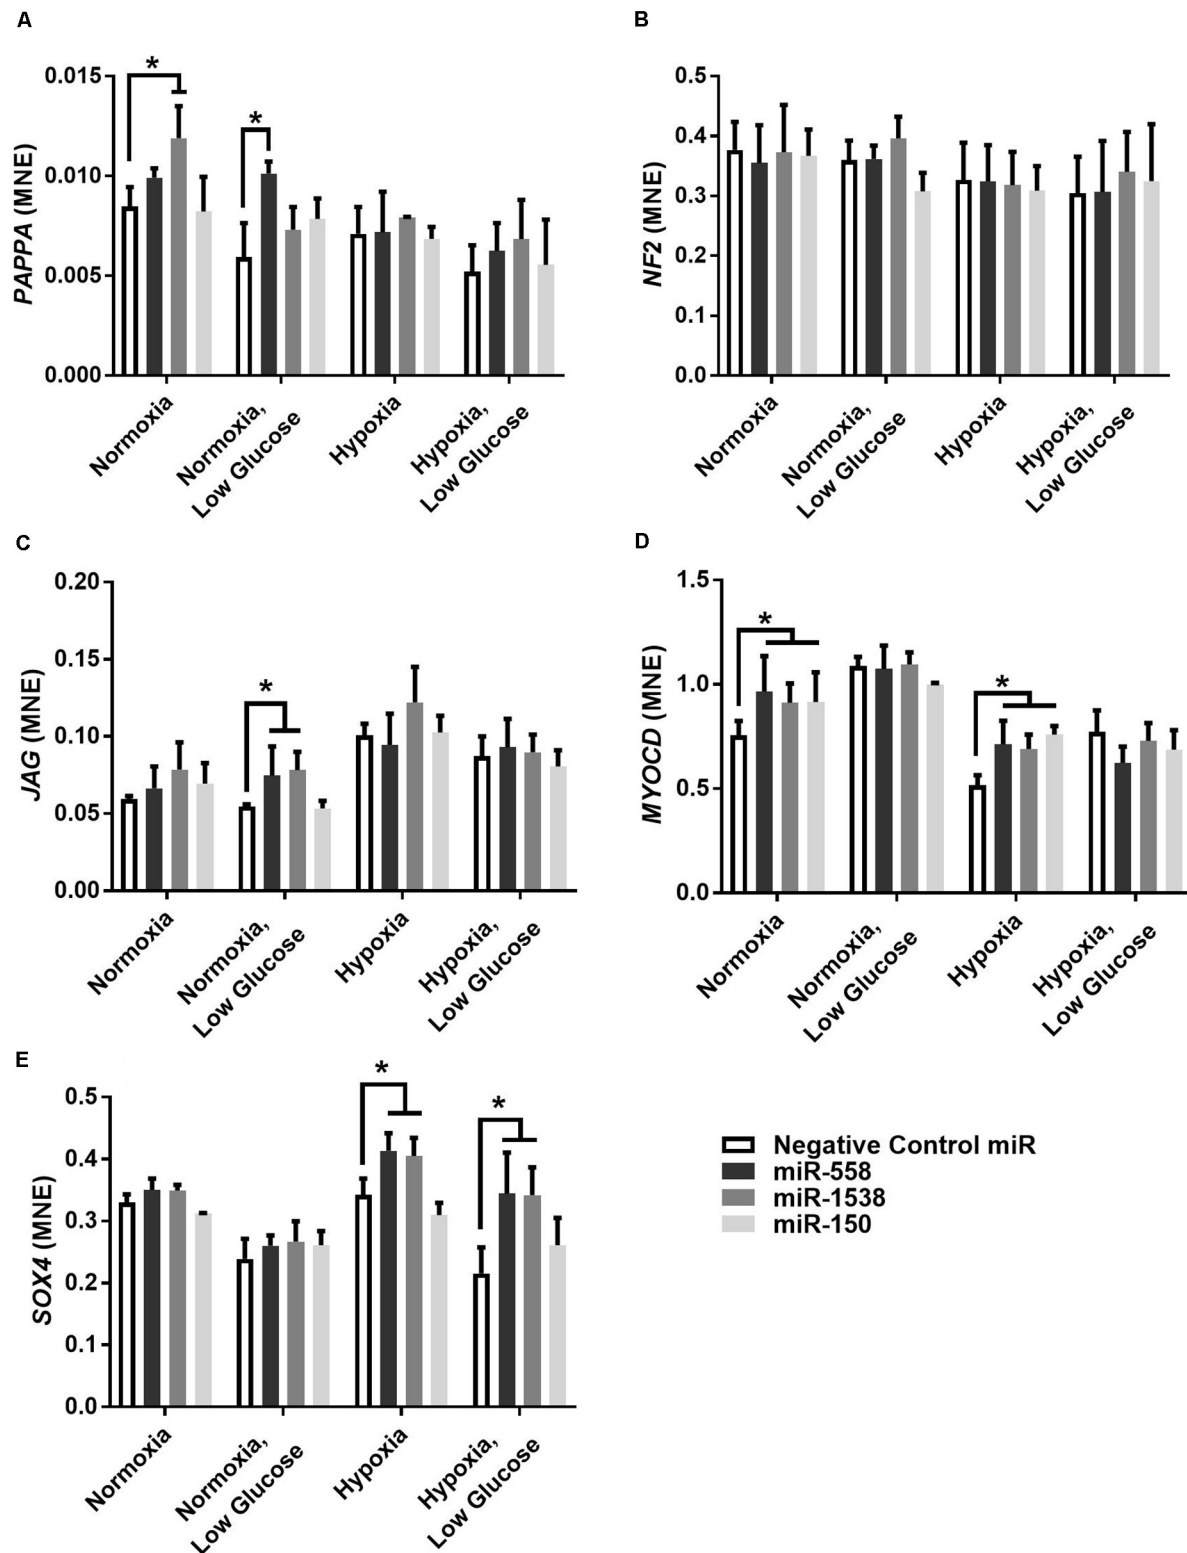 A
PAPPA (MNE)
0.015
0.010
0.005
0.000
*
*
Normoxia
Normoxia,
Low Glucose
Hypoxia
Hypoxia,
Low Glucose
B
NF2 (MNE)
0.5
0.4
0.3
0.2
0.1
0.0
Normoxia
Normoxia,
Low Glucose
Hypoxia
Hypoxia,
Low Glucose
C
JAG (MNE)
0.20
0.15
0.10
0.05
0.00
*
Normoxia
Normoxia,
Low Glucose
Hypoxia
Hypoxia,
Low Glucose
D
MYOCD (MNE)
1.5
1.0
0.5
0.0
*
*
Normoxia
Normoxia,
Low Glucose
Hypoxia
Hypoxia,
Low Glucose
E
SOX4 (MNE)
0.5
0.4
0.3
0.2
0.1
0.0
*
*
Normoxia
Normoxia,
Low Glucose
Hypoxia
Hypoxia,
Low Glucose
Negative Control miR
miR-558
miR-1538
miR-150